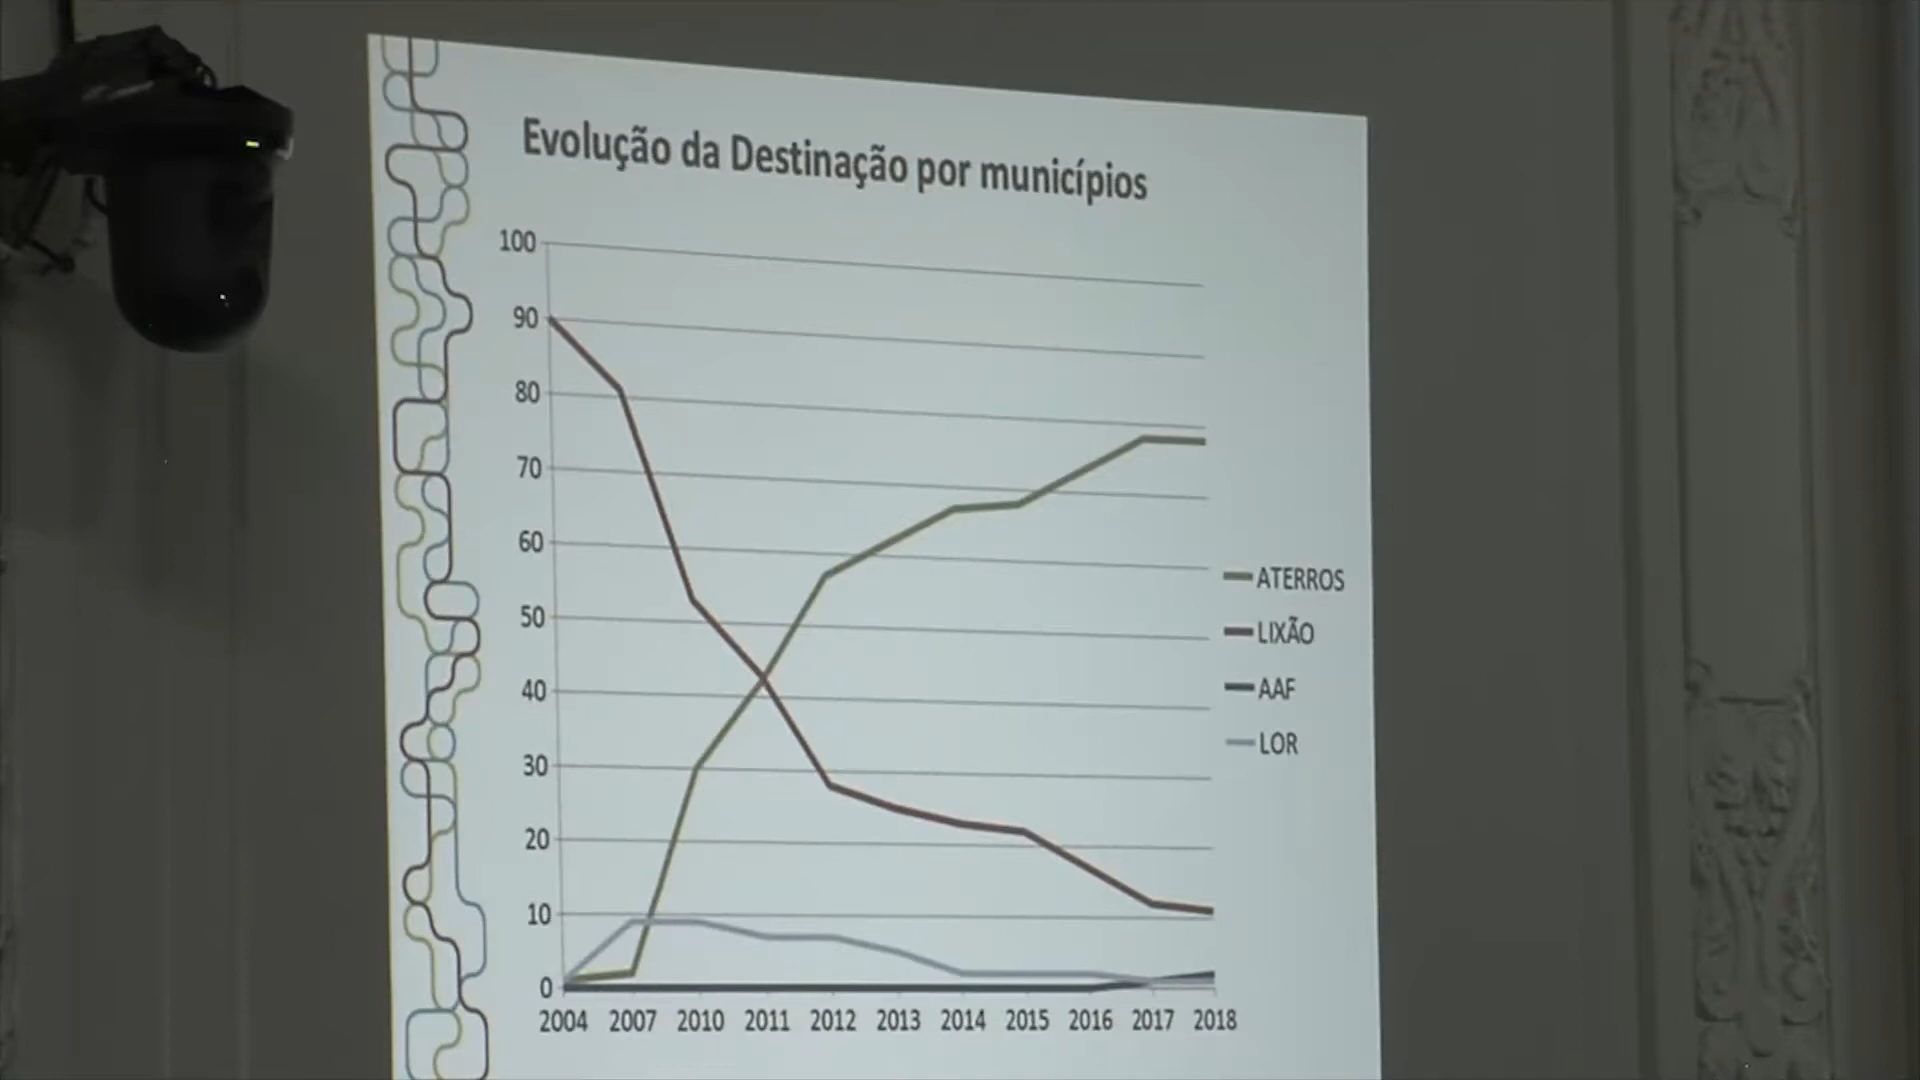 Evolução da Destinação por municípios
100
90
80
70
60
50
40
30
20
10
0
2004 2007 2010 2011 2012 2013 2014 2015 2016 2017 2018
ATERROS
LIXÃO
AAF
LOR